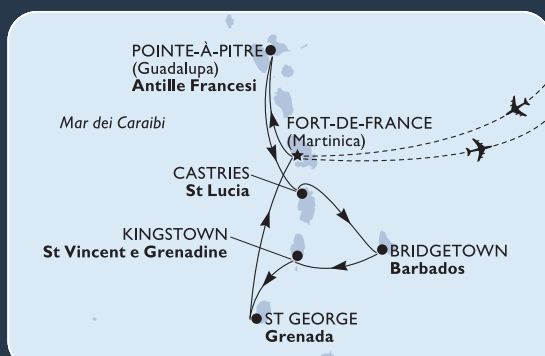 POINTE-À-PITRE
(Guadalupa)
Antille Francesi
Mar dei Caraibi
FORT-DE-FRANCE
(Martinica)
CASTRIES
St Lucia
KINGSTOWN
St Vincent e Grenadine
BRIDGETOWN
Barbados
ST GEORGE
Grenada